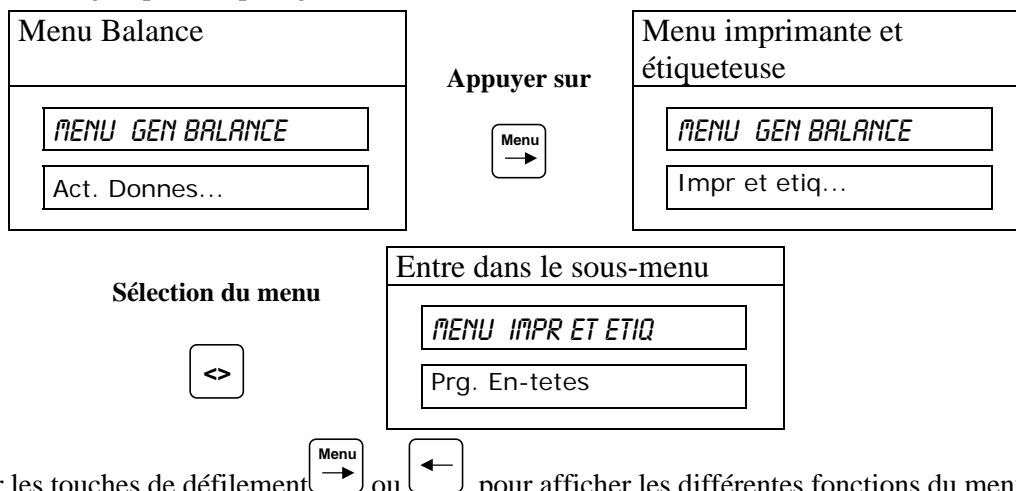 Menu Balance
Appuyer sur
Menu imprimante et
étiqueteuse
MENU GEN BALANCE
Act. Donnes...
Menu
MENU GEN BALANCE
Impr et etiq...
Sélection du menu
<>
Entre dans le sous-menu
MENU IMPR ET ETIQ
Prg. En-tetes
les touches de défilement Menu ou pour afficher les différentes fonctions du menu